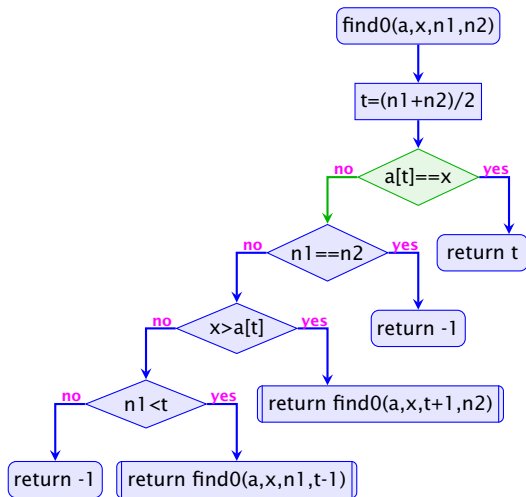 find0(a,x,n1,n2)
t=(n1+n2)/2
a[t]==x
no
yes
return t
n1==n2
no
yes
return -1
x>a[t]
no
yes
return find0(a,x,t+1,n2)
n1<t
no
yes
return -1
return find0(a,x,n1,t-1)